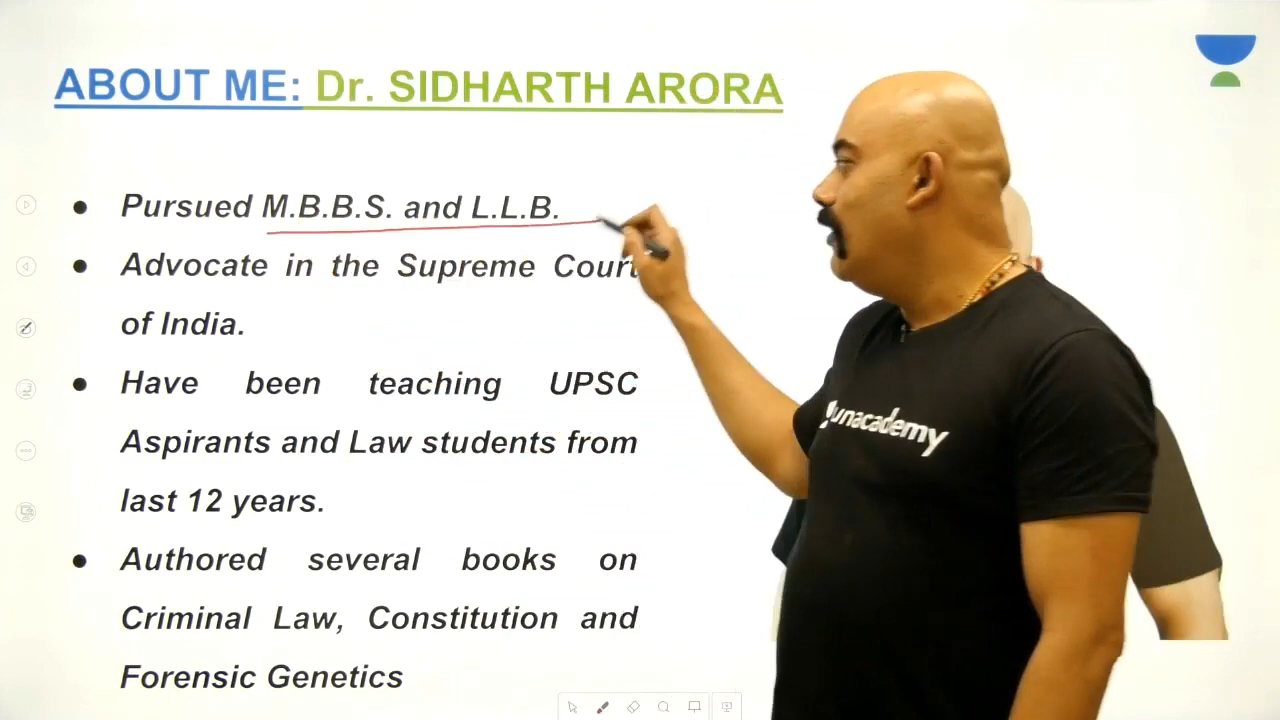 ABOUT ME: Dr. SIDHARTH ARORA
● Pursued M.B.B.S. and L.L.B.
● Advocate in the Supreme Court
of India.
● Have been teaching UPSC
Aspirants and Law students from
last 12 years.
● Authored several books on
Criminal Law, Constitution and
Forensic Genetics
unacademy